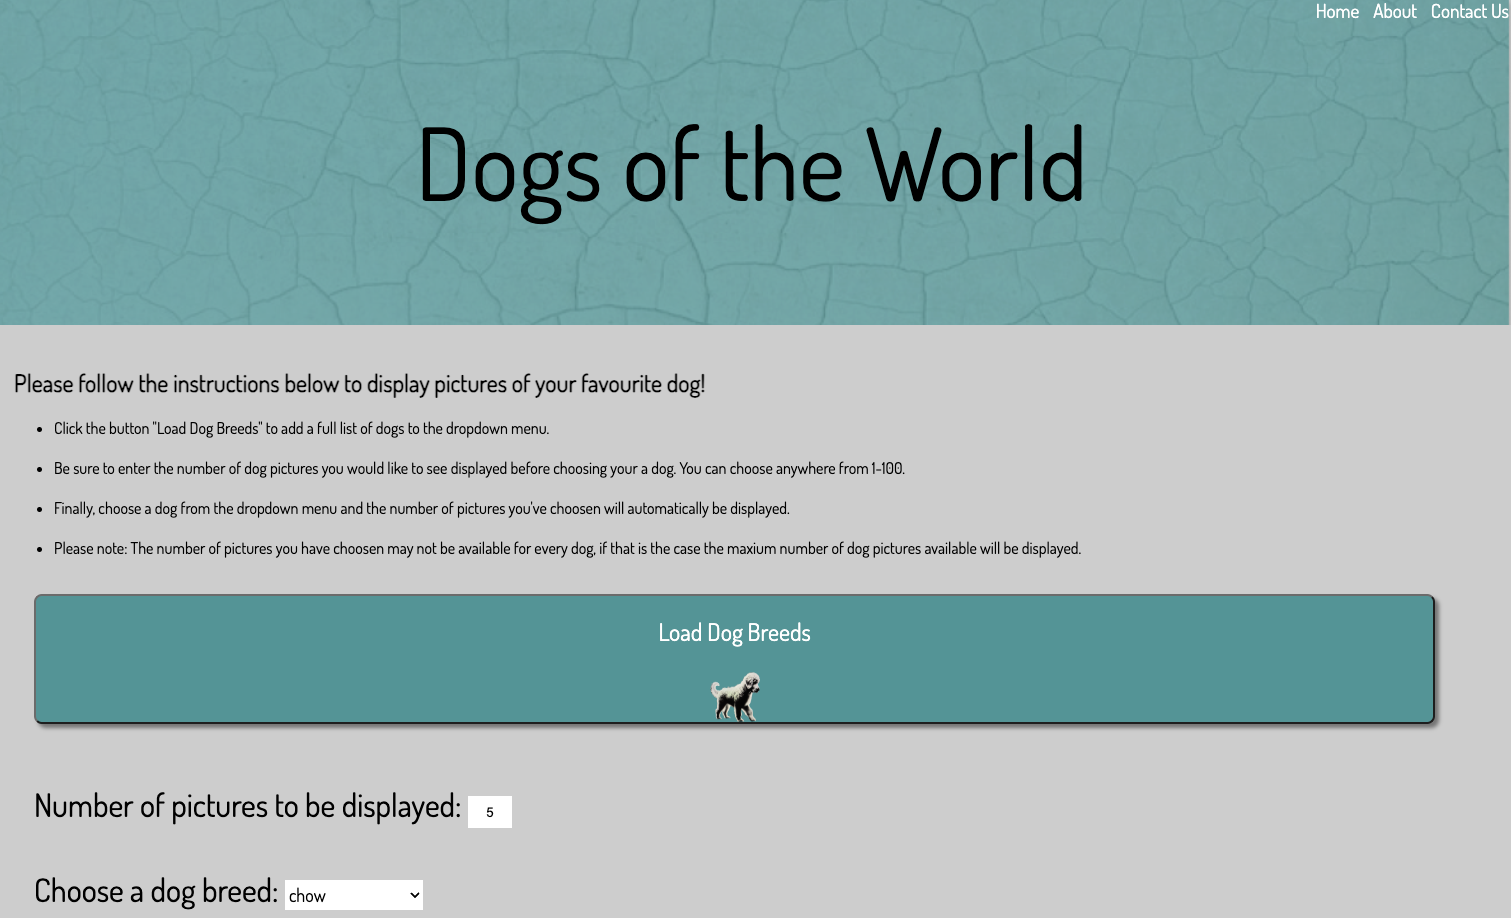 Home About Contact Us
Dogs of the World
Please follow the instructions below to display pictures of your favourite dog!
Click the button "Load Dog Breeds" to add a full list of dogs to the dropdown menu.
Be sure to enter the number of dog pictures you would like to see displayed before choosing your a dog. You can choose anywhere from 1-100.
Finally, choose a dog from the dropdown menu and the number of pictures you've choosen will automatically be displayed.
Please note: The number of pictures you have choosen may not be available for every dog, if that is the case the maxium number of dog pictures available will be displayed.
Load Dog Breeds
Number of pictures to be displayed: 5
Choose a dog breed: chow